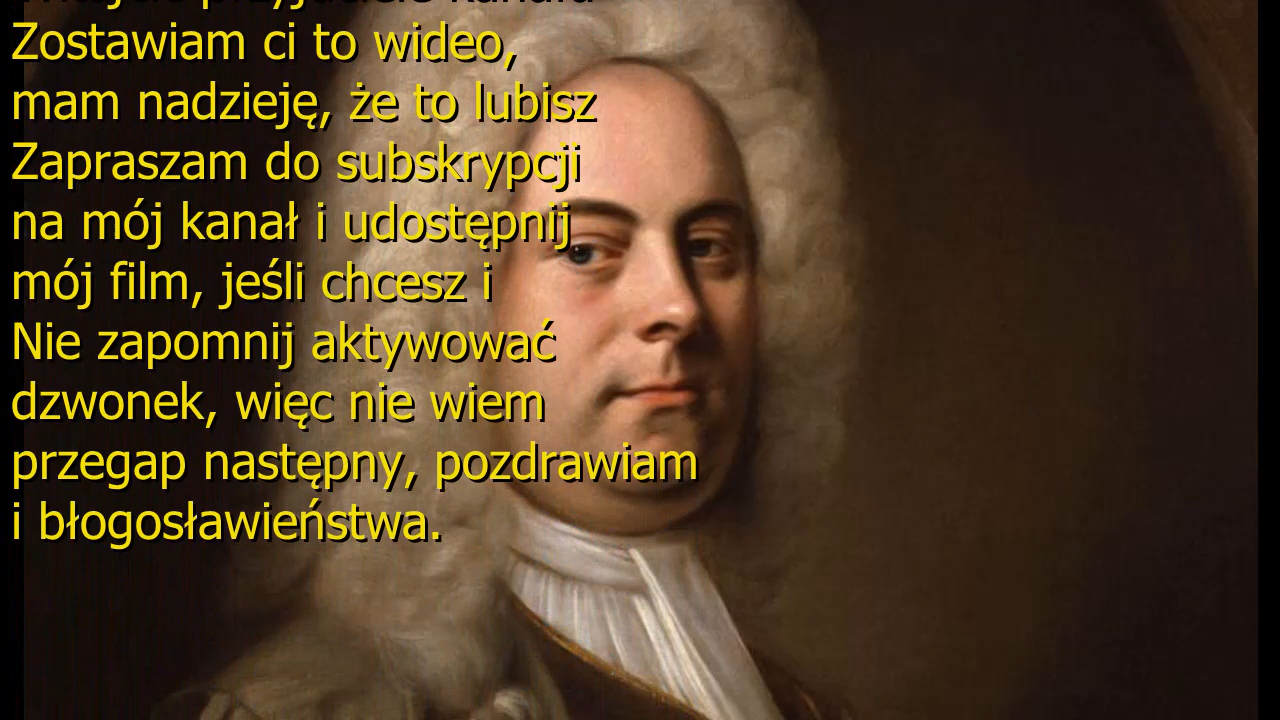 Zostawiam ci to wideo,
mam nadzieję, że to lubisz
Zapraszam do subskrypcji
na mój kanał i udostępnij
mój film, jeśli chcesz i
Nie zapomnij aktywować
dzwonek, więc nie wiem
przegap następny, pozdrawiam
i błogosławieństwa.